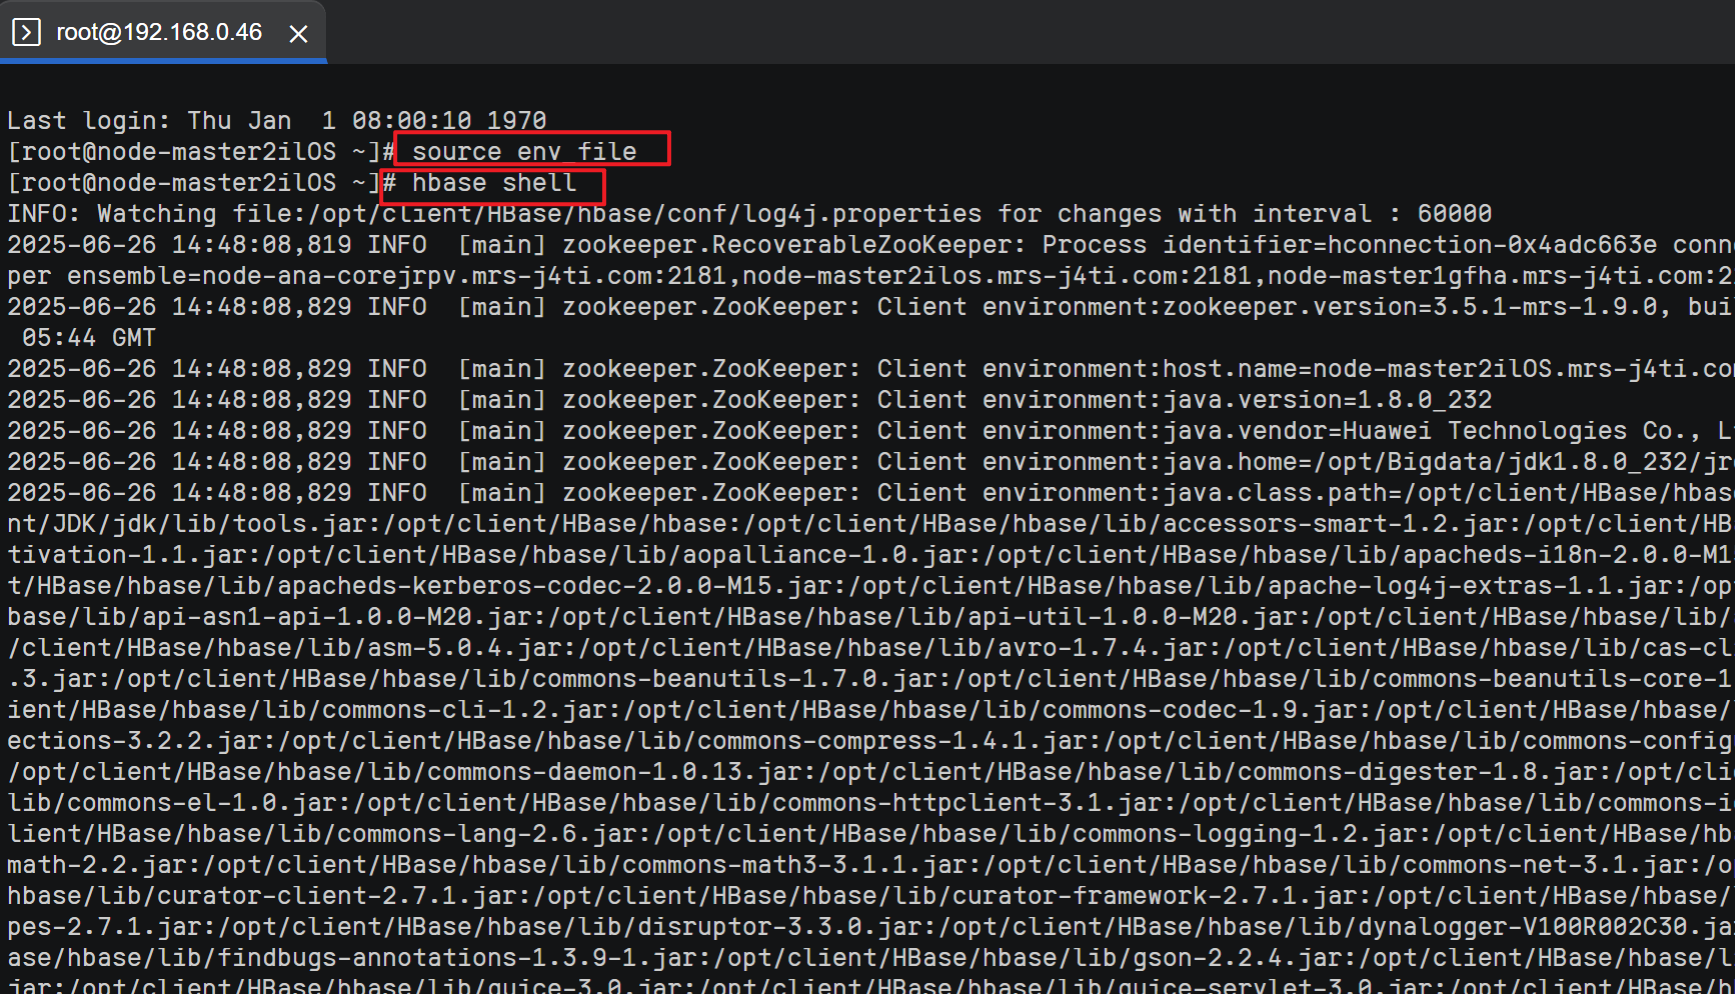 root@192.168.0.46
Last login: Thu Jan  1 08:00:10 1970
[root@node-master2ilOS ~]# source env_file
[root@node-master2ilOS ~]# hbase shell
INFO: Watching file:/opt/client/HBase/hbase/conf/log4j.properties for changes with interval : 60000
2025-06-26 14:48:08,819 INFO  [main] zookeeper.RecoverableZooKeeper: Process identifier=hconnection-0x4adc663e conn
per ensemble=node-ana-corejrpv.mrs-j4ti.com:2181,node-master2ilos.mrs-j4ti.com:2181,node-master1gfha.mrs-j4ti.com:2
2025-06-26 14:48:08,829 INFO  [main] zookeeper.ZooKeeper: Client environment:zookeeper.version=3.5.1-mrs-1.9.0, bui
 05:44 GMT
2025-06-26 14:48:08,829 INFO  [main] zookeeper.ZooKeeper: Client environment:host.name=node-master2ilOS.mrs-j4ti.co
2025-06-26 14:48:08,829 INFO  [main] zookeeper.ZooKeeper: Client environment:java.version=1.8.0_232
2025-06-26 14:48:08,829 INFO  [main] zookeeper.ZooKeeper: Client environment:java.vendor=Huawei Technologies Co., L
2025-06-26 14:48:08,829 INFO  [main] zookeeper.ZooKeeper: Client environment:java.home=/opt/Bigdata/jdk1.8.0_232/jr
2025-06-26 14:48:08,829 INFO  [main] zookeeper.ZooKeeper: Client environment:java.class.path=/opt/client/HBase/hbas
nt/JDK/jdk/lib/tools.jar:/opt/client/HBase/hbase:/opt/client/HBase/hbase/lib/accessors-smart-1.2.jar:/opt/client/HB
tivation-1.1.jar:/opt/client/HBase/hbase/lib/aopalliance-1.0.jar:/opt/client/HBase/hbase/lib/apacheds-i18n-2.0.0-M1
t/HBase/hbase/lib/apacheds-kerberos-codec-2.0.0-M15.jar:/opt/client/HBase/hbase/lib/apache-log4j-extras-1.1.jar:/op
base/lib/api-asn1-api-1.0.0-M20.jar:/opt/client/HBase/hbase/lib/api-util-1.0.0-M20.jar:/opt/client/HBase/hbase/lib/
/client/HBase/hbase/lib/asm-5.0.4.jar:/opt/client/HBase/hbase/lib/avro-1.7.4.jar:/opt/client/HBase/hbase/lib/cas-cl
.3.jar:/opt/client/HBase/hbase/lib/commons-beanutils-1.7.0.jar:/opt/client/HBase/hbase/lib/commons-beanutils-core-1
ient/HBase/hbase/lib/commons-cli-1.2.jar:/opt/client/HBase/hbase/lib/commons-codec-1.9.jar:/opt/client/HBase/hbase/
ections-3.2.2.jar:/opt/client/HBase/hbase/lib/commons-compress-1.4.1.jar:/opt/client/HBase/hbase/lib/commons-config
/opt/client/HBase/hbase/lib/commons-daemon-1.0.13.jar:/opt/client/HBase/hbase/lib/commons-digester-1.8.jar:/opt/cli
lib/commons-el-1.0.jar:/opt/client/HBase/hbase/lib/commons-httpclient-3.1.jar:/opt/client/HBase/hbase/lib/commons-i
lient/HBase/hbase/lib/commons-lang-2.6.jar:/opt/client/HBase/hbase/lib/commons-logging-1.2.jar:/opt/client/HBase/hb
math-2.2.jar:/opt/client/HBase/hbase/lib/commons-math3-3.1.1.jar:/opt/client/HBase/hbase/lib/commons-net-3.1.jar:/o
hbase/lib/curator-client-2.7.1.jar:/opt/client/HBase/hbase/lib/curator-framework-2.7.1.jar:/opt/client/HBase/hbase/
pes-2.7.1.jar:/opt/client/HBase/hbase/lib/disruptor-3.3.0.jar:/opt/client/HBase/hbase/lib/dynalogger-V100R002C30.ja
ase/hbase/lib/findbugs-annotations-1.3.9-1.jar:/opt/client/HBase/hbase/lib/gson-2.2.4.jar:/opt/client/HBase/hbase/l
jar:/opt/client/HBase/hbase/lib/guice-3.0.jar:/opt/client/HBase/hbase/lib/guice-servlet-3.0.jar:/opt/client/HBase/h